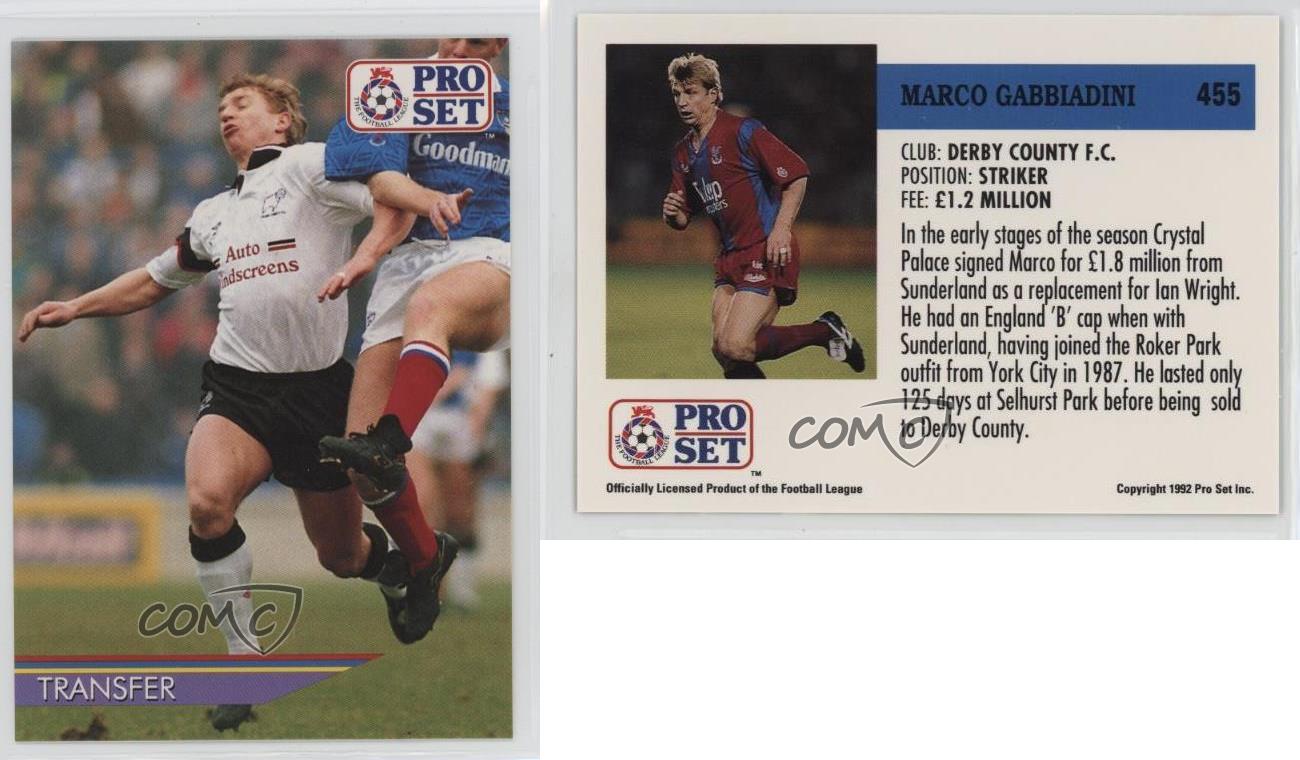 THE FOOTBALL LEAGUE
PRO
SET
TM
Goodman
Auto
indscreens
COMC
TRANSFER
MARCO GABBIADINI 455
CLUB: DERBY COUNTY F.C.
POSITION: STRIKER
FEE: £1.2 MILLION
In the early stages of the season Crystal
Palace signed Marco for £1.8 million from
Sunderland as a replacement for Ian Wright.
He had an England 'B' cap when with
Sunderland, having joined the Roker Park
outfit from York City in 1987. He lasted only
125 days at Selhurst Park before being sold
to Derby County.
COMC
THE FOOTBALL LEAGUE
PRO
SET
TM
Officially Licensed Product of the Football League
Copyright 1992 Pro Set Inc.